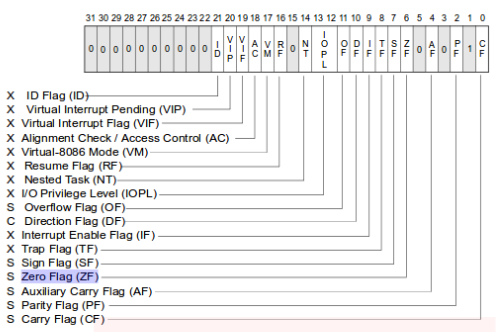 31 30 29 28 27 26 25 24 23 22 21 20 19 18 17 16 15 14 13 12 11 10 9 8 7 6 5 4 3 2 1 0
0 0 0 0 0 0 0 0 0 0 ID VIP VIF AC VM RF 0 NT IOPL OF DF IF TF SF ZF 0 AF 0 PF 1 CF
X ID Flag (ID)
X Virtual Interrupt Pending (VIP)
X Virtual Interrupt Flag (VIF)
X Alignment Check / Access Control (AC)
X Virtual-8086 Mode (VM)
X Resume Flag (RF)
X Nested Task (NT)
X I/O Privilege Level (IOPL)
S Overflow Flag (OF)
C Direction Flag (DF)
X Interrupt Enable Flag (IF)
X Trap Flag (TF)
S Sign Flag (SF)
S Zero Flag (ZF)
S Auxiliary Carry Flag (AF)
S Parity Flag (PF)
S Carry Flag (CF)